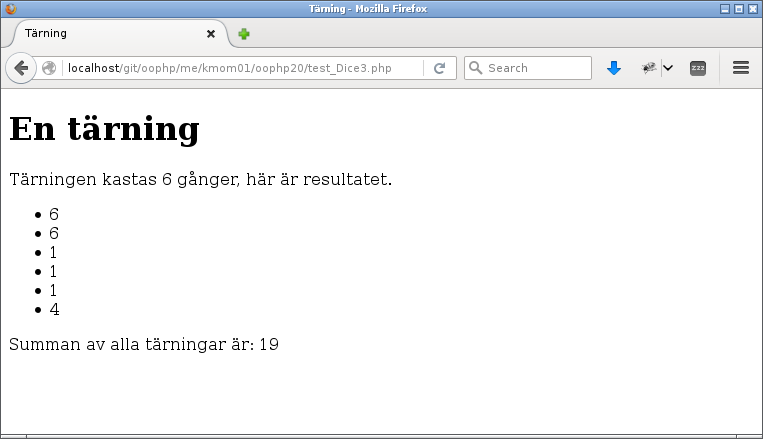 Tärning - Mozilla Firefox
Tärning
localhost/git/oophp/me/kmom01/oophp20/test_Dice3.php
Search
zzz
En tärning
Tärningen kastas 6 gånger, här är resultatet.
6
6
1
1
1
4
Summan av alla tärningar är: 19